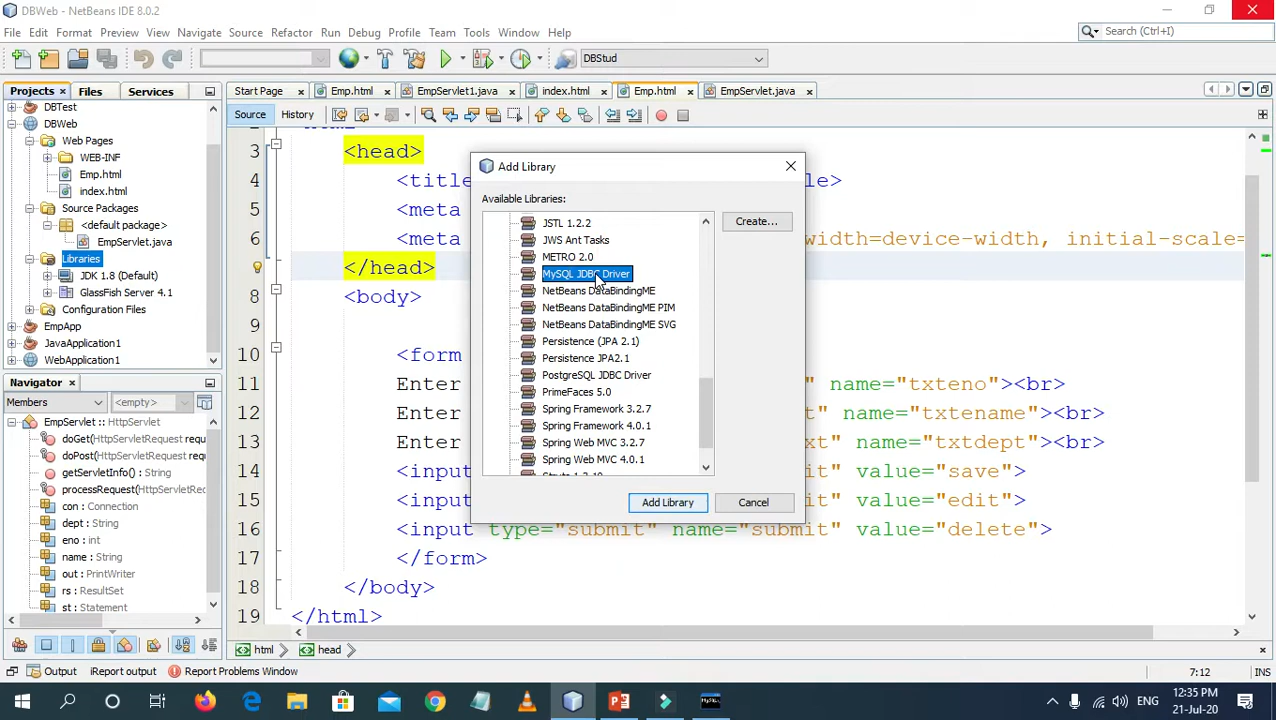 DBWeb - NetBeans IDE 8.0.2
File Edit View Navigate Source Refactor Run Debug Profile Team Tools Window Help
Search (Ctrl+I)
DBStud
Projects Files Services
Start Page Emp.html EmpServlet1.java index.html Emp.html EmpServlet.java
Source History
DBTest
DBWeb
Web Pages
WEB-INF
Emp.html
index.html
Source Packages
<default package>
EmpServlet.java
Libraries
JDK 1.8 (Default)
GlassFish Server 4.1
Configuration Files
EmpApp
JavaApplication1
WebApplication1
Navigator
Members <empty>
EmpServlet :: HttpServlet
doGet(HttpServletRequest requ
doPost(HttpServletRequest req
getServletInfo() : String
processRequest(HttpServletReq
con : Connection
dept : String
eno : int
name : String
out : PrintWriter
rs : ResultSet
st : Statement
3 <head>
4 <titl le>
5 <meta
6 <meta width=device-width, initial-scale=
7 </head>
8 <body>
9
10 <form
11 Enter " name="txteno"><br>
12 Enter t" name="txtename"><br>
13 Enter xt" name="txtdept"><br>
14 <input it" value="save">
15 <input it" value="edit">
16 <input type="submit" name="submit" value="delete">
17 </form>
18 </body>
19 </html>
Add Library
Available Libraries:
JSTL 1.2.2
JWS Ant Tasks
METRO 2.0
MySQL JDBC Driver
NetBeans DataBindingME
NetBeans DataBindingME PIM
NetBeans DataBindingME SVG
Persistence (JPA 2.1)
Persistence JPA2.1
PostgreSQL JDBC Driver
PrimeFaces 5.0
Spring Framework 3.2.7
Spring Framework 4.0.1
Spring Web MVC 3.2.7
Spring Web MVC 4.0.1
Create...
Add Library Cancel
html head
Output iReport output Report Problems Window
7:12
ENG
12:35 PM
21-Jul-20